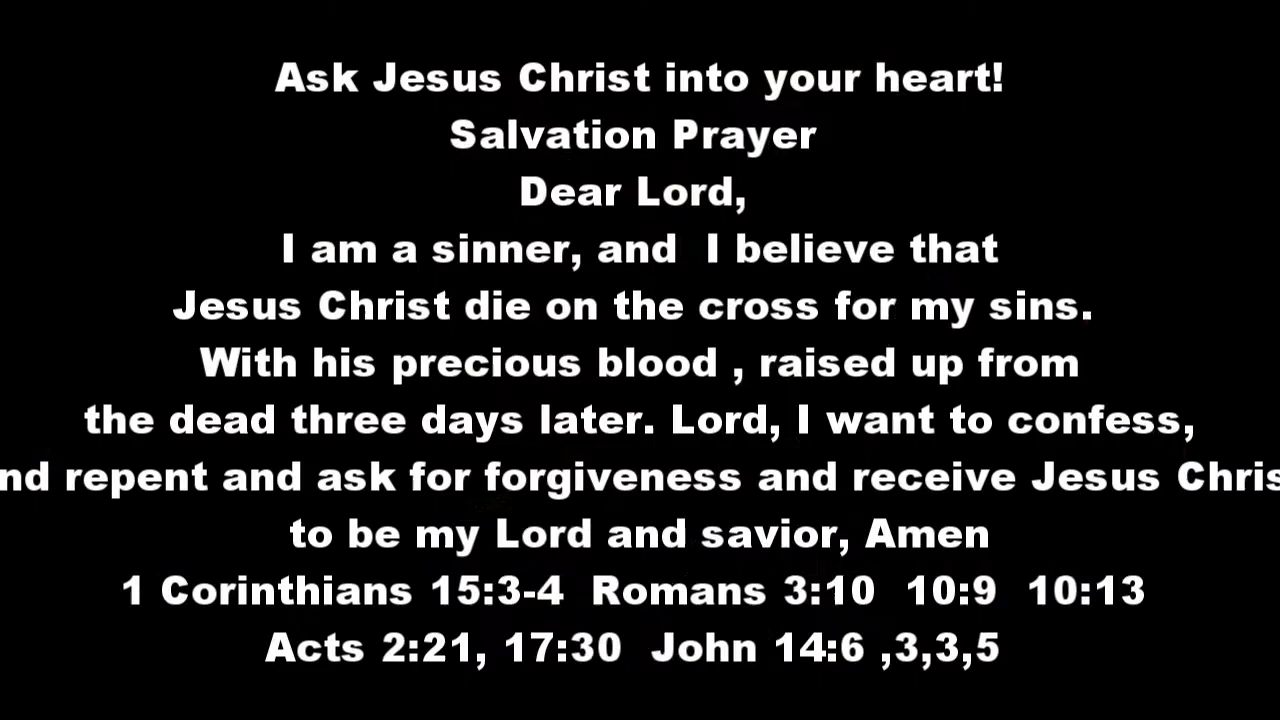 Ask Jesus Christ into your heart!
Salvation Prayer
Dear Lord,
I am a sinner, and I believe that
Jesus Christ die on the cross for my sins.
With his precious blood , raised up from
the dead three days later. Lord, I want to confess,
nd repent and ask for forgiveness and receive Jesus Chris
to be my Lord and savior, Amen
1 Corinthians 15:3-4 Romans 3:10 10:9 10:13
Acts 2:21, 17:30 John 14:6 ,3,3,5